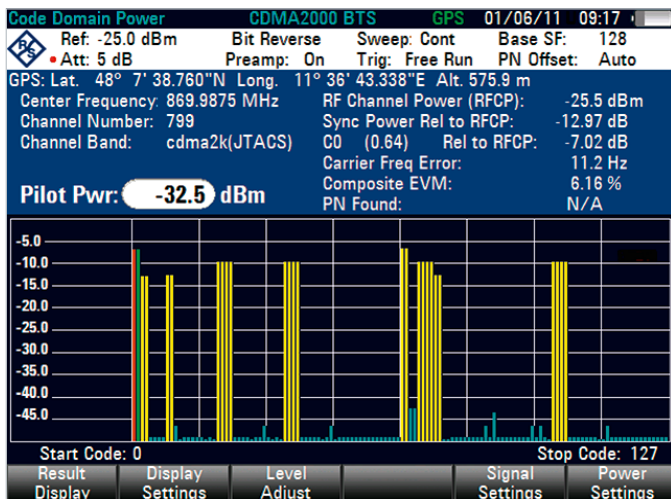 Code Domain Power CDMA2000 BTS GPS 01/06/11 09:17
R&S Ref: -25.0 dBm Bit Reverse Sweep: Cont Base SF: 128
Att: 5 dB Preamp: On Trig: Free Run PN Offset: Auto
GPS: Lat. 48° 7' 38.760"N Long. 11° 36' 43.338"E Alt. 575.9 m
Center Frequency: 869.9875 MHz RF Channel Power (RFCP): -25.5 dBm
Channel Number: 799 Sync Power Rel to RFCP: -12.97 dB
Channel Band: cdma2k(JTACS) C0 (0.64) Rel to RFCP: -7.02 dB
Carrier Freq Error: 11.2 Hz
Composite EVM: 6.16 %
Pilot Pwr: -32.5 dBm PN Found: N/A
-5.0
-10.0
-15.0
-20.0
-25.0
-30.0
-35.0
-40.0
-45.0
Start Code: 0 Stop Code: 127
Result Display Level Signal Power
Display Settings Adjust Settings Settings